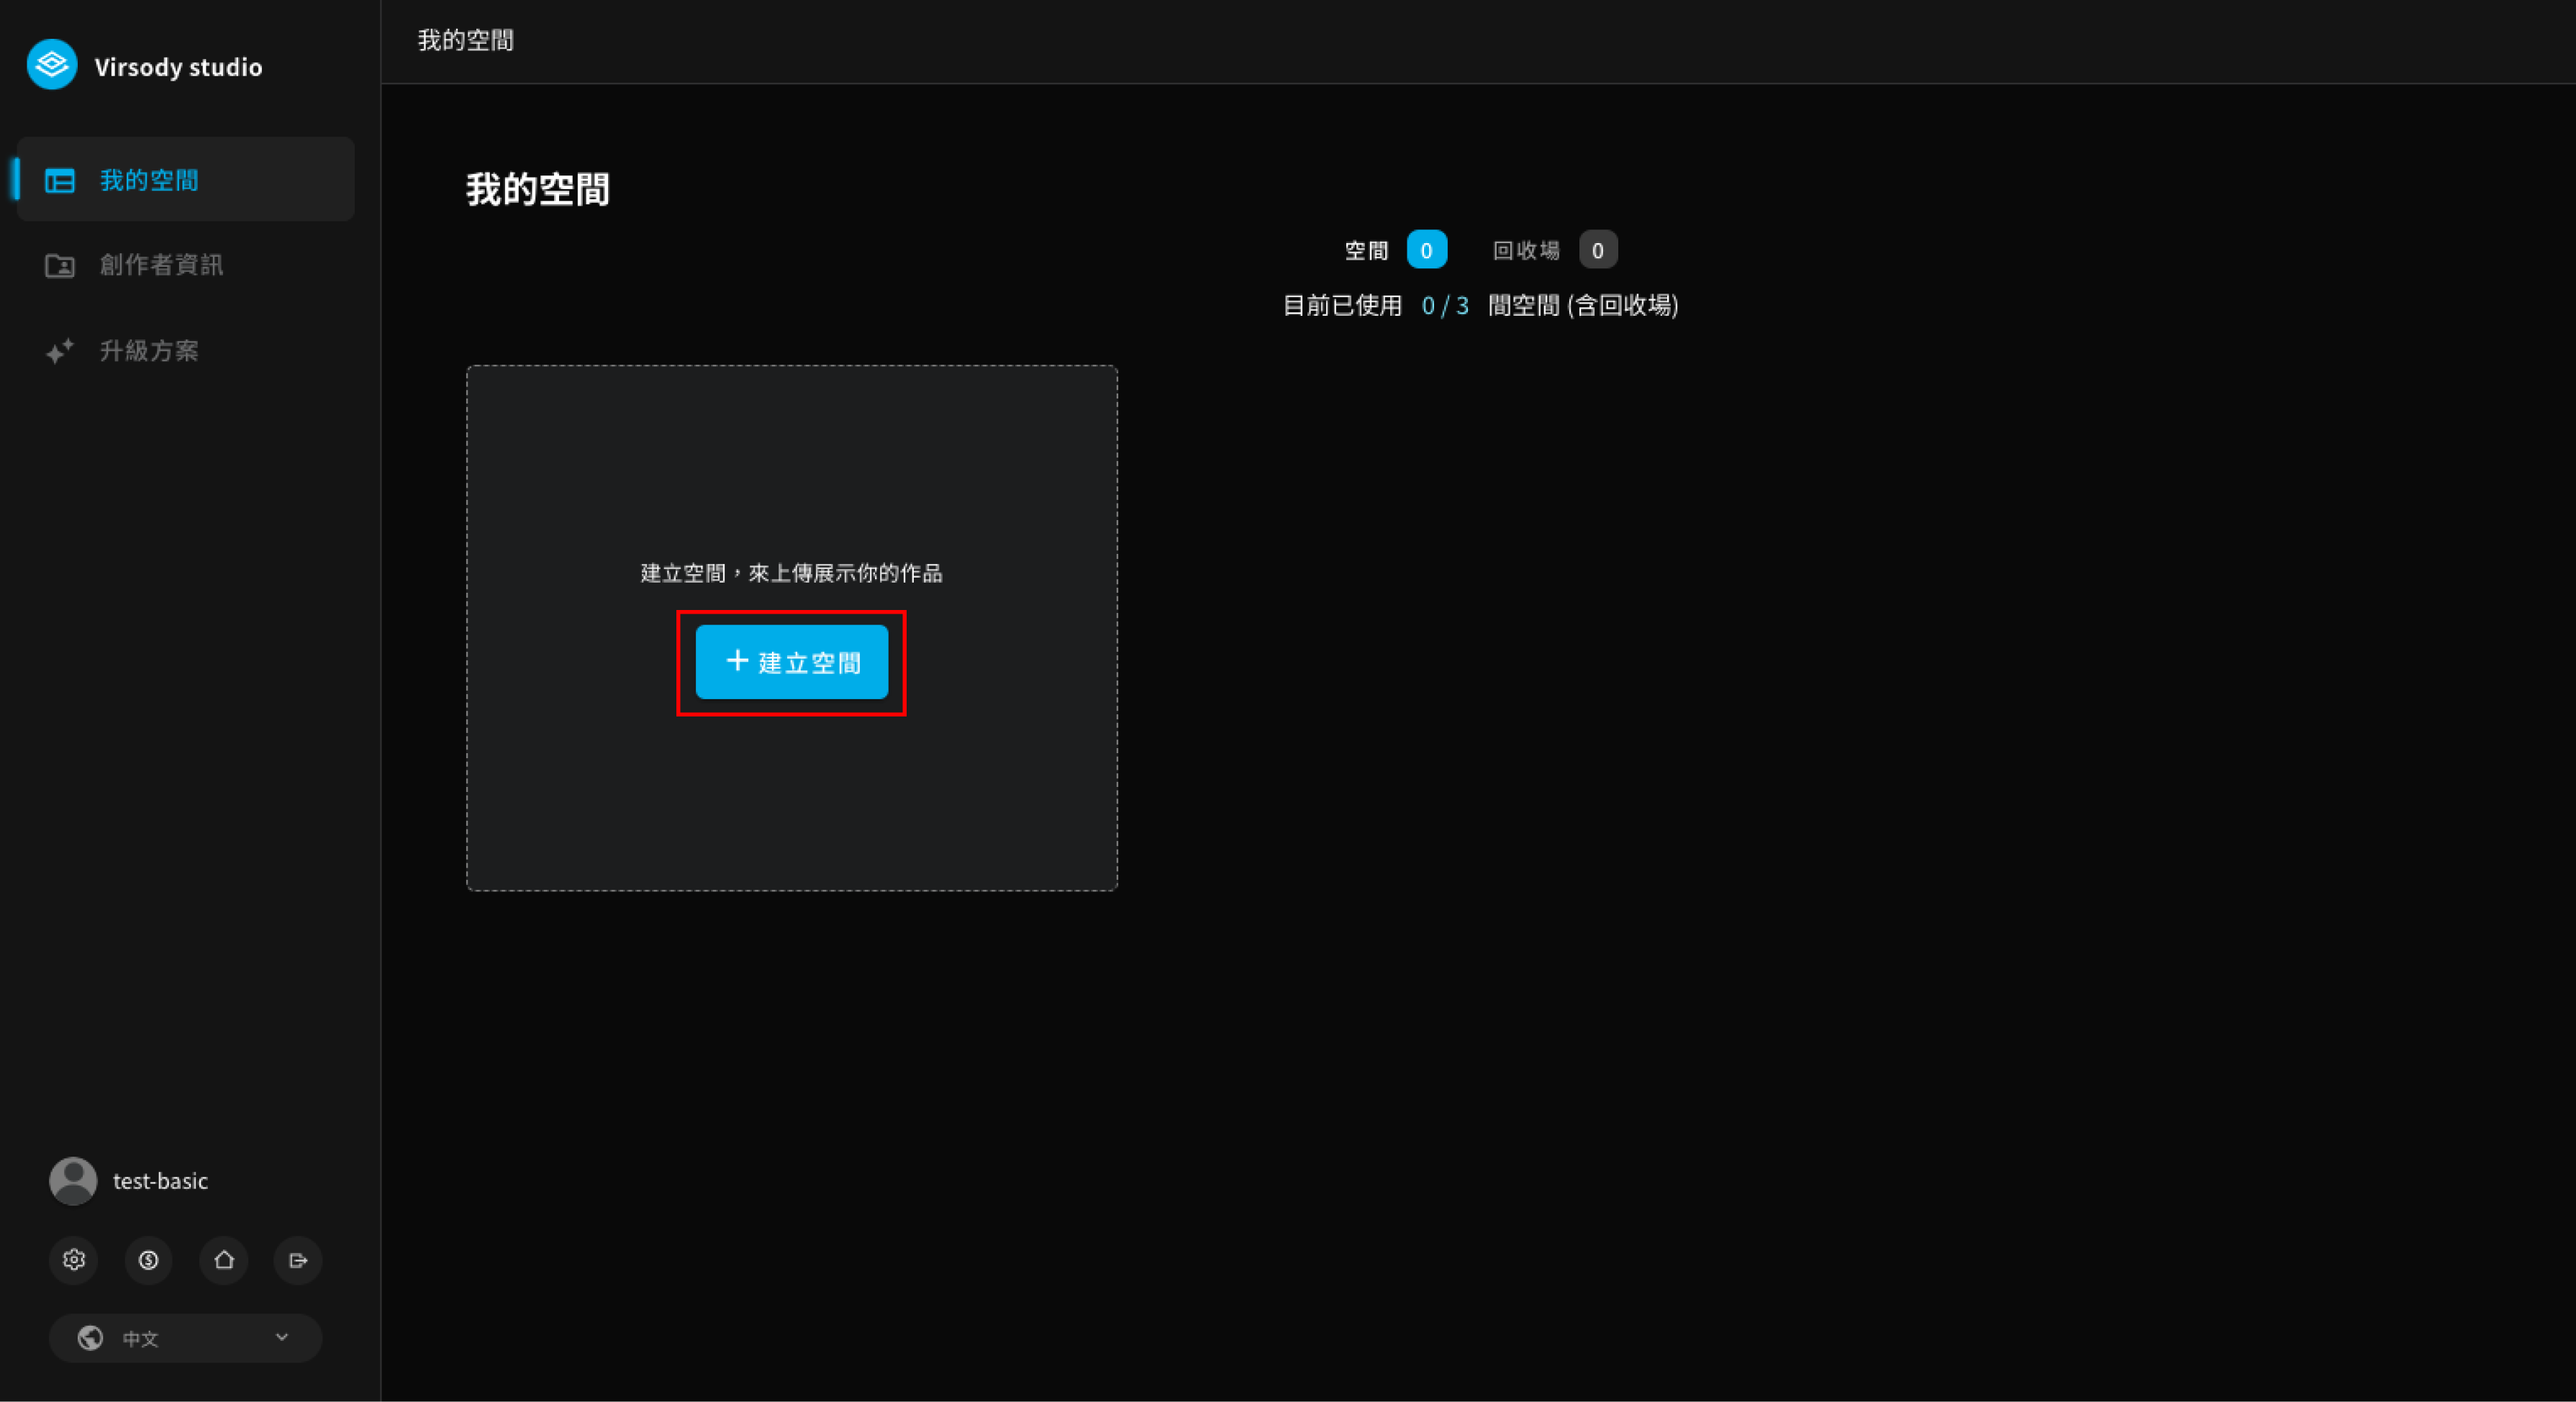 Virsody studio
我的空間
創作者資訊
升級方案
test-basic
中文
我的空間
我的空間
空間 0 回收場 0
目前已使用 0 / 3 間空間 (含回收場)
建立空間，來上傳展示你的作品
+ 建立空間